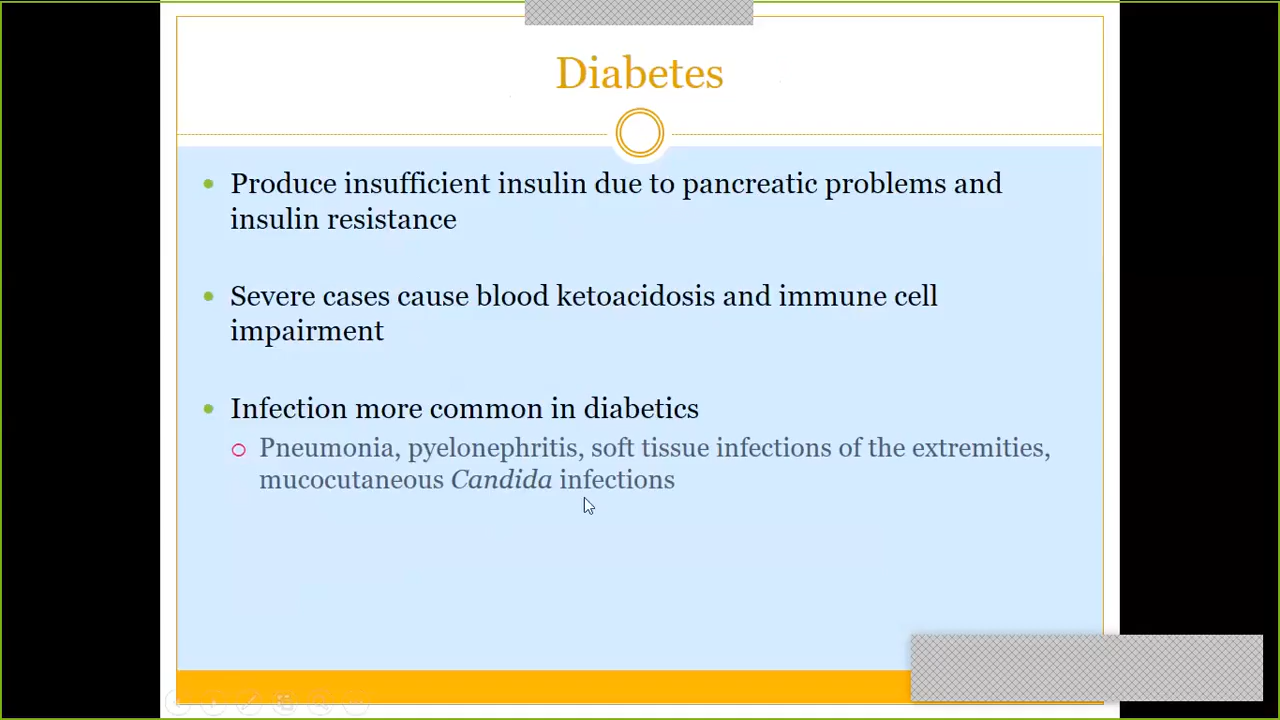 Diabetes
Produce insufficient insulin due to pancreatic problems and
insulin resistance
Severe cases cause blood ketoacidosis and immune cell
impairment
Infection more common in diabetics
Pneumonia, pyelonephritis, soft tissue infections of the extremities,
mucocutaneous Candida infections